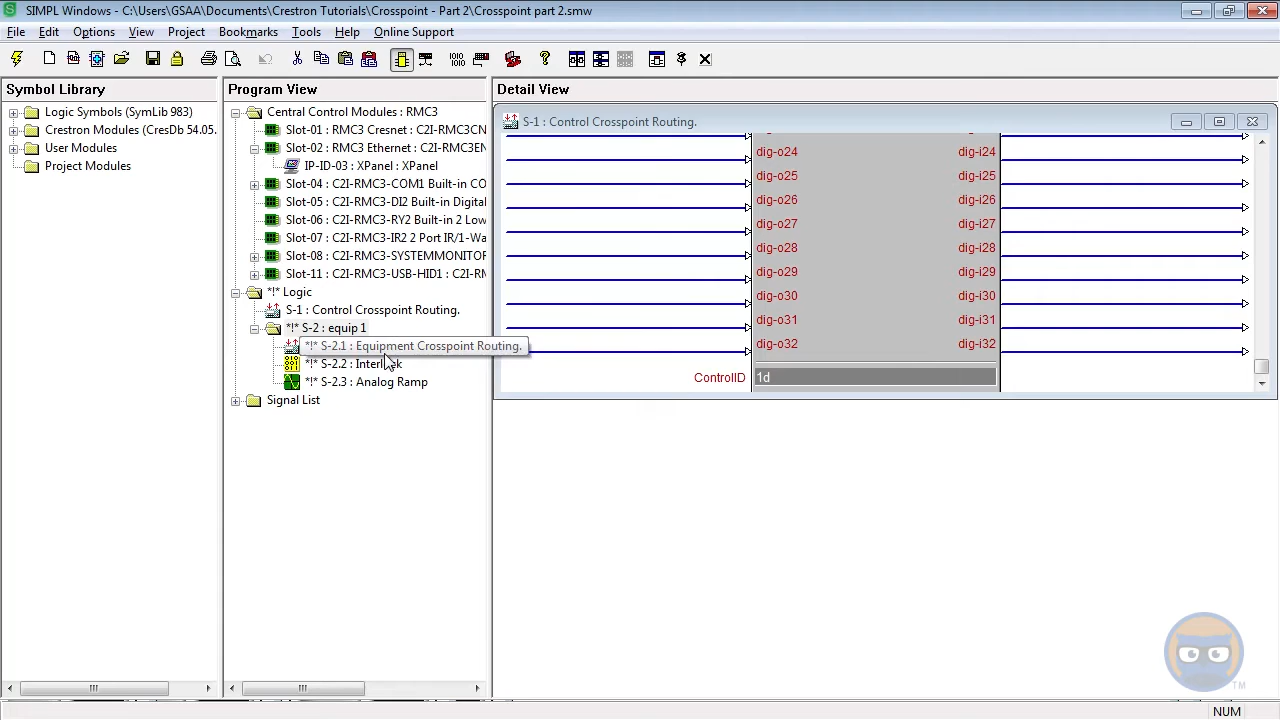 SIMPL Windows - C:\Users\GSAA\Documents\Crestron Tutorials\Crosspoint - Part 2\Crosspoint part 2.smw
File Edit Options View Project Bookmarks Tools Help Online Support
Symbol Library
Logic Symbols (SymLib 983)
Crestron Modules (CresDb 54.05.
User Modules
Project Modules
Program View
Central Control Modules : RMC3
Slot-01 : RMC3 Cresnet : C2I-RMC3CN
Slot-02 : RMC3 Ethernet : C2I-RMC3EN
IP-ID-03 : XPanel : XPanel
Slot-04 : C2I-RMC3-COM1 Built-in CO
Slot-05 : C2I-RMC3-DI2 Built-in Digital
Slot-06 : C2I-RMC3-RY2 Built-in 2 Low
Slot-07 : C2I-RMC3-IR2 2 Port IR/1-Wa
Slot-08 : C2I-RMC3-SYSTEMMONITOR
Slot-11 : C2I-RMC3-USB-HID1 : C2I-RM
*!* Logic
S-1 : Control Crosspoint Routing.
*!* S-2 : equip 1
*!* S-2.1 : Equipment Crosspoint Routing.
*!* S-2.2 : Interlock
*!* S-2.3 : Analog Ramp
Signal List
Detail View
S-1 : Control Crosspoint Routing.
dig-o24 dig-i24
dig-o25 dig-i25
dig-o26 dig-i26
dig-o27 dig-i27
dig-o28 dig-i28
dig-o29 dig-i29
dig-o30 dig-i30
dig-o31 dig-i31
dig-o32 dig-i32
ControlID 1d
TM
NUM